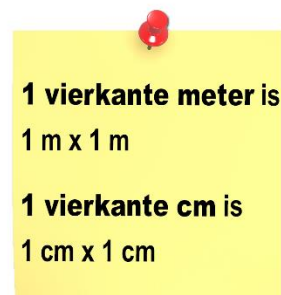 1 vierkante meter is
1 m x 1 m
1 vierkante cm is
1 cm x 1 cm